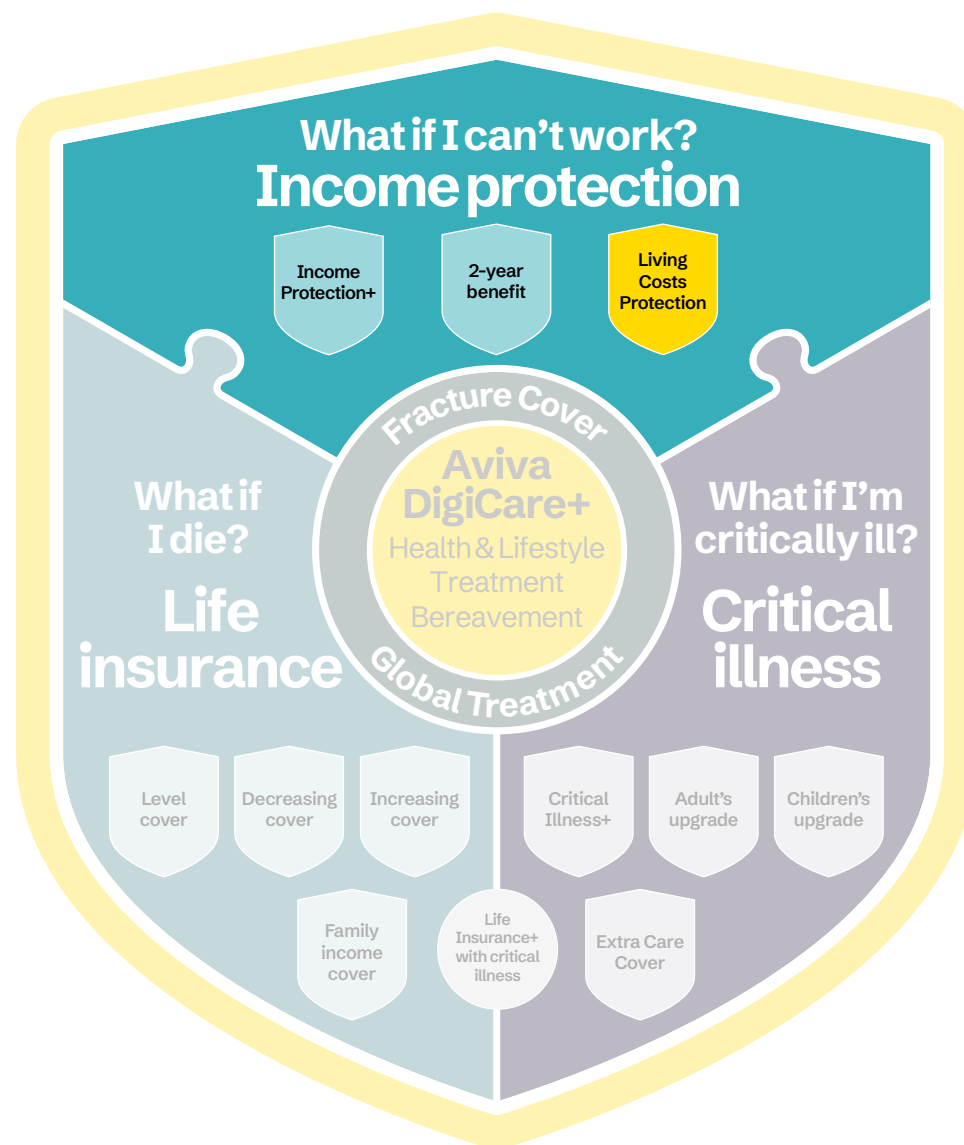 What if I can't work?
Income protection
Income
Protection+
2-year
benefit
Living
Costs
Protection
Fracture Cover
Aviva
DigiCare+
Health & Lifestyle
Treatment
Bereavement
Global Treatment
What if
I die?
Life
insurance
What if I'm
critically ill?
Critical
illness
Level
cover
Decreasing
cover
Increasing
cover
Critical
Illness+
Adult's
upgrade
Children's
upgrade
Family
income
cover
Life
Insurance+
with critical
illness
Extra Care
Cover